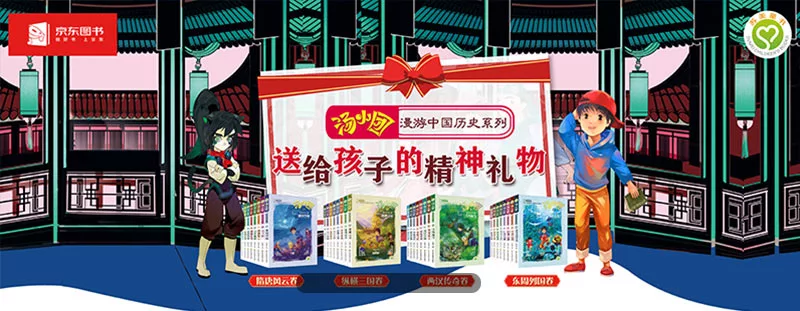 京东图书
汤小团
漫游中国历史系列
送给孩子的精神礼物
隋唐风云卷
纵横三国卷
两汉传奇卷
东周列国卷